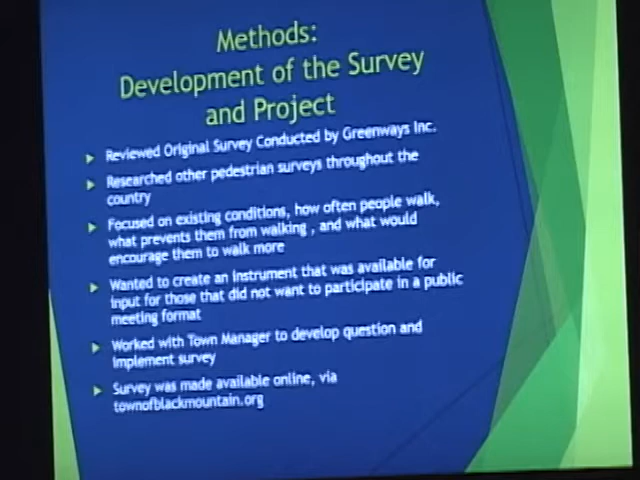 Methods:
Development of the Survey
and Project
Reviewed Original Survey Conducted by Greenways Inc.
Researched other pedestrian surveys throughout the
country
Focused on existing conditions, how often people walk,
what prevents them from walking , and what would
encourage them to walk more
Wanted to create an instrument that was available for
input for those that did not want to participate in a public
meeting format
Worked with Town Manager to develop question and
implement survey
Survey was made available online, via
townofblackmountain.org